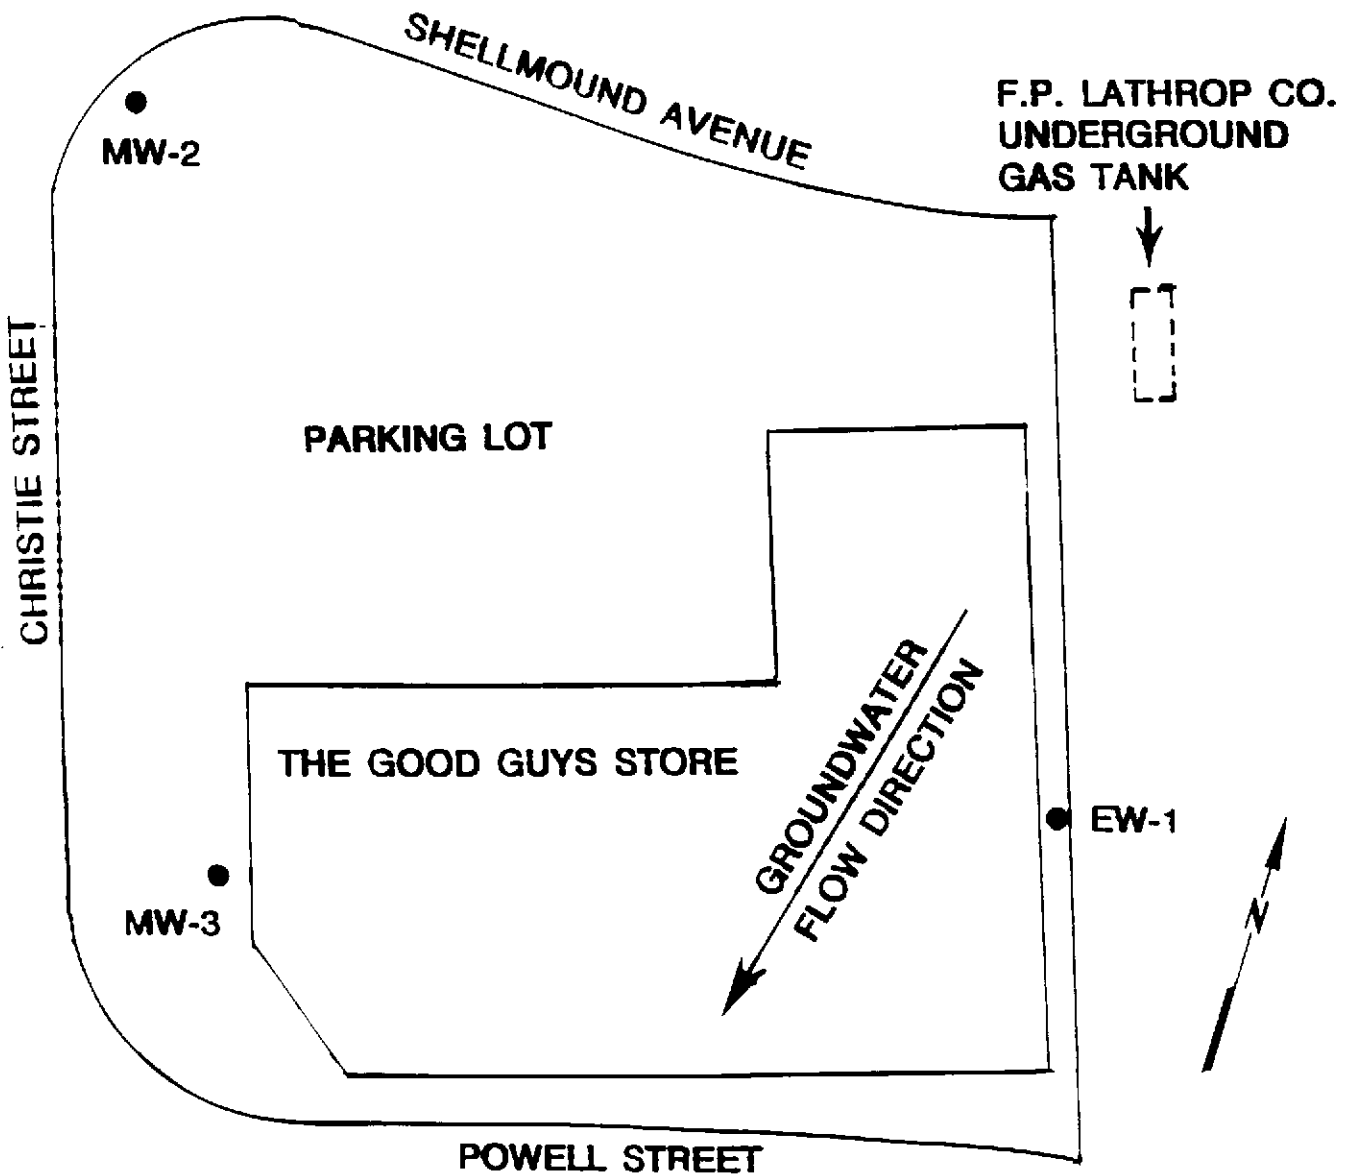 SHELLMOUND AVENUE
F.P. LATHROP CO.
UNDERGROUND
GAS TANK
MW-2
CHRISTIE STREET
PARKING LOT
THE GOOD GUYS STORE
GROUNDWATER
FLOW DIRECTION
EW-1
MW-3
N
POWELL STREET